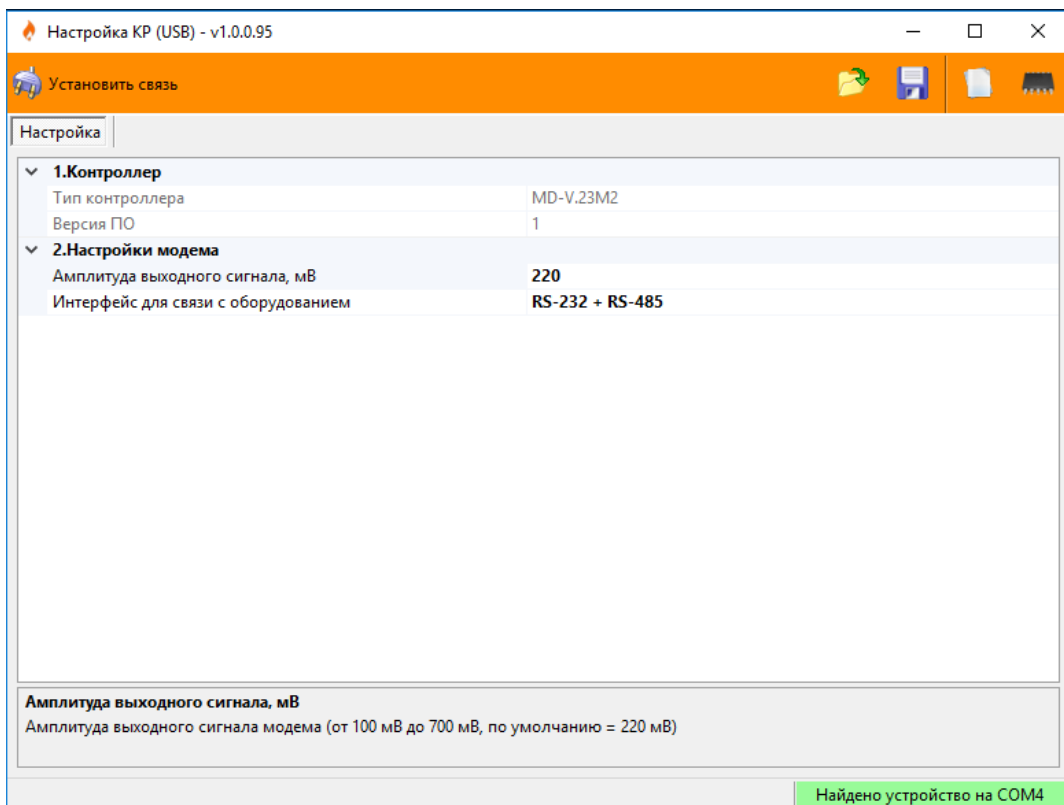 Настройка КР (USB) - v1.0.0.95
Установить связь
Настройка
1.Контроллер
Тип контроллера MD-V.23M2
Версия ПО 1
2.Настройки модема
Амплитуда выходного сигнала, мВ 220
Интерфейс для связи с оборудованием RS-232 + RS-485
Амплитуда выходного сигнала, мВ
Амплитуда выходного сигнала модема (от 100 мВ до 700 мВ, по умолчанию = 220 мВ)
Найдено устройство на COM4